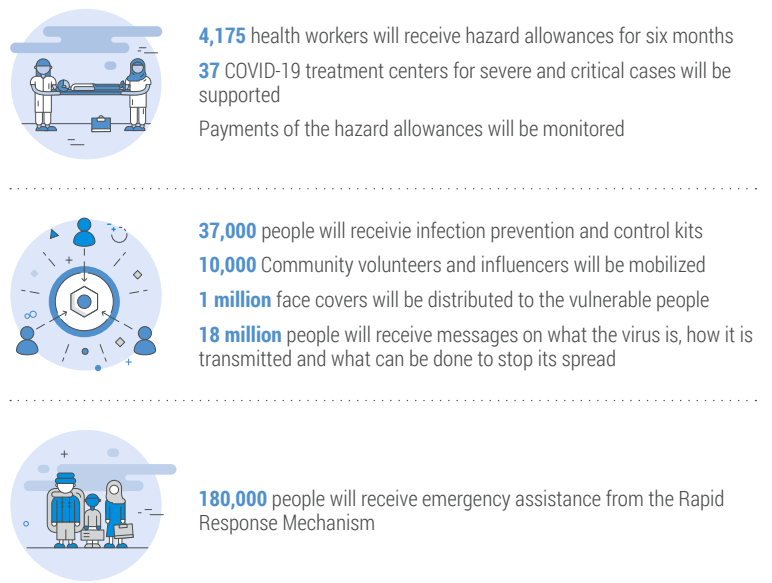 4,175 health workers will receive hazard allowances for six months
37 COVID-19 treatment centers for severe and critical cases will be
supported
Payments of the hazard allowances will be monitored
37,000 people will receivie infection prevention and control kits
10,000 Community volunteers and influencers will be mobilized
1 million face covers will be distributed to the vulnerable people
18 million people will receive messages on what the virus is, how it is
transmitted and what can be done to stop its spread
180,000 people will receive emergency assistance from the Rapid
Response Mechanism